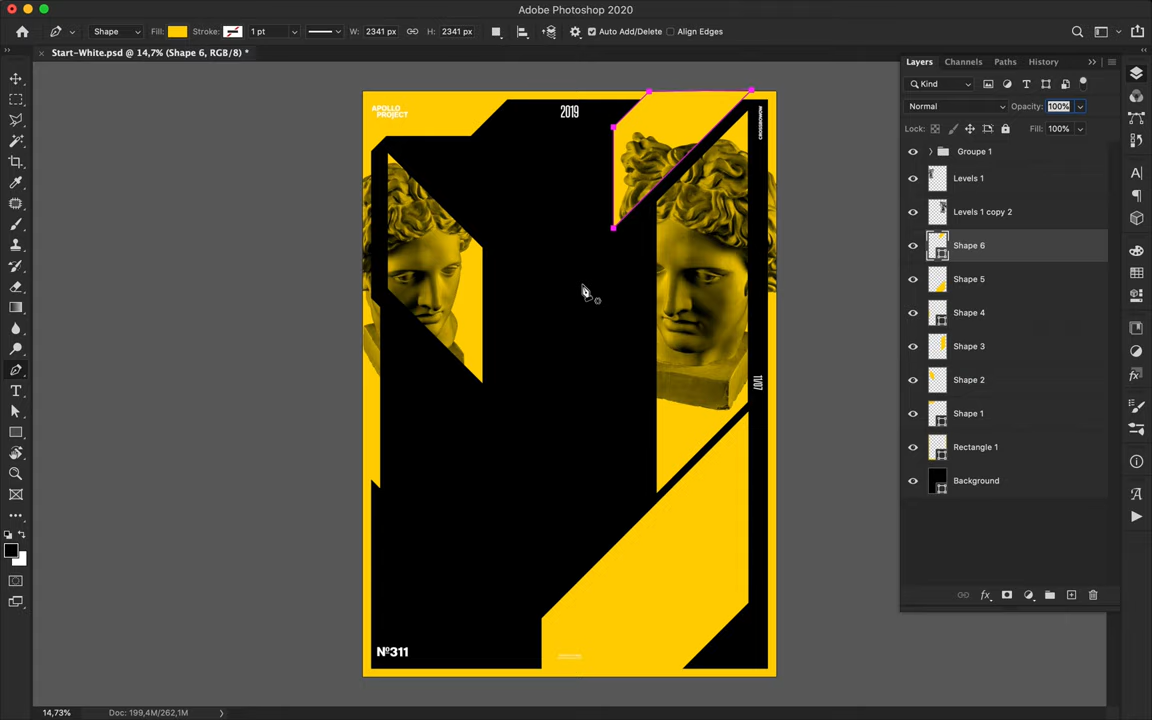 Adobe Photoshop 2020
Shape
Fill:
Stroke:
1 pt
W: 2341 px
H: 2341 px
Auto Add/Delete
Align Edges
Start-White.psd @ 14,7% (Shape 6, RGB/8) *
Layers
Channels
Paths
History
Kind
Normal
Opacity: 100%
Lock:
Fill: 100%
Groupe 1
Levels 1
Levels 1 copy 2
Shape 6
Shape 5
Shape 4
Shape 3
Shape 2
Shape 1
Rectangle 1
Background
APOLLO
PROJECT
2019
CROSSBOWMORE
11/07
Nº311
14,73%
Doc: 199,4M/262,1M